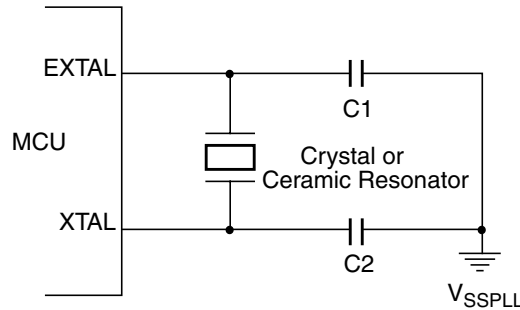 EXTAL
C1
MCU
Crystal or
Ceramic Resonator
XTAL
C2
VSSPLL